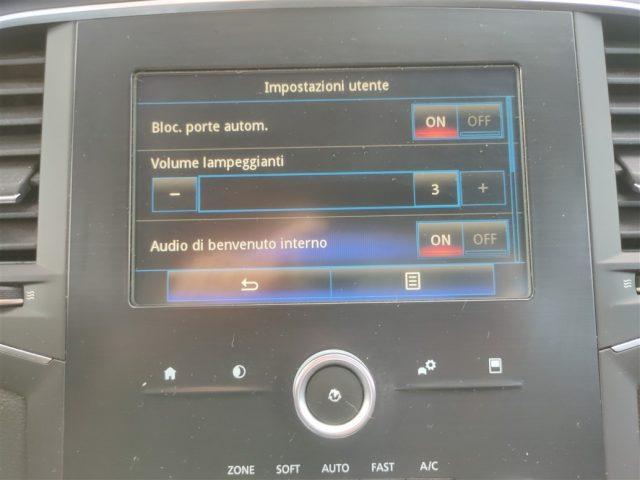 Impostazioni utente
Bloc. porte autom. ON OFF
Volume lampeggianti
− 3 +
Audio di benvenuto interno ON OFF
ZONE SOFT AUTO FAST A/C